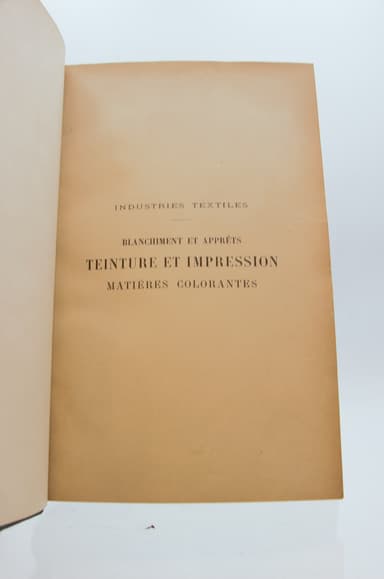 INDUSTRIES TEXTILES
BLANCHIMENT ET APPRÊTS
TEINTURE ET IMPRESSION
MATIÈRES COLORANTES